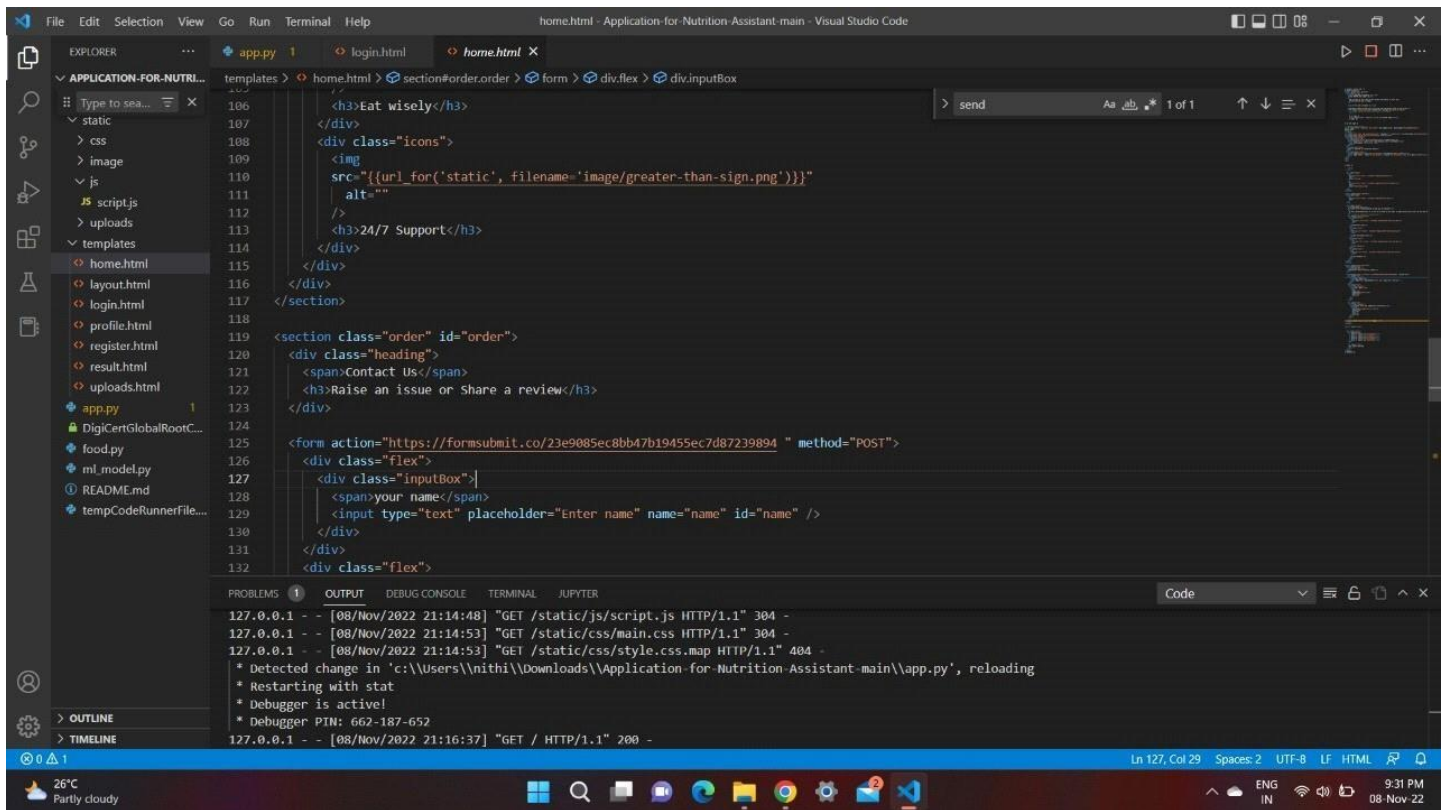 File Edit Selection View Go Run Terminal Help
home.html - Application-for-Nutrition-Assistant-main - Visual Studio Code
EXPLORER
app.py 1
login.html
home.html
APPLICATION-FOR-NUTRI...
templates > home.html > section#order.order > form > div.flex > div.inputBox
Type to sea...
static
> css
> image
js
JS script.js
> uploads
templates
home.html
layout.html
login.html
profile.html
register.html
result.html
uploads.html
app.py 1
DigiCertGlobalRootC...
food.py
ml_model.py
README.md
tempCodeRunnerFile....
> OUTLINE
> TIMELINE
> send Aa ab, .* 1 of 1
105 />
106 <h3>Eat wisely</h3>
107 </div>
108 <div class="icons">
109 <img
110 src="{{url_for('static', filename='image/greater-than-sign.png')}}"
111 alt=""
112 />
113 <h3>24/7 Support</h3>
114 </div>
115 </div>
116 </div>
117 </section>
118
119 <section class="order" id="order">
120 <div class="heading">
121 <span>Contact Us</span>
122 <h3>Raise an issue or Share a review</h3>
123 </div>
124
125 <form action="https://formsubmit.co/23e9085ec8bb47b19455ec7d87239894 " method="POST">
126 <div class="flex">
127 <div class="inputBox">
128 <span>your name</span>
129 <input type="text" placeholder="Enter name" name="name" id="name" />
130 </div>
131 </div>
132 <div class="flex">
PROBLEMS 1 OUTPUT DEBUG CONSOLE TERMINAL JUPYTER
Code
127.0.0.1 - - [08/Nov/2022 21:14:48] "GET /static/js/script.js HTTP/1.1" 304 -
127.0.0.1 - - [08/Nov/2022 21:14:53] "GET /static/css/main.css HTTP/1.1" 304 -
127.0.0.1 - - [08/Nov/2022 21:14:53] "GET /static/css/style.css.map HTTP/1.1" 404 -
* Detected change in 'c:\\Users\\nithi\\Downloads\\Application-for-Nutrition-Assistant-main\\app.py', reloading
* Restarting with stat
* Debugger is active!
* Debugger PIN: 662-187-652
127.0.0.1 - - [08/Nov/2022 21:16:37] "GET / HTTP/1.1" 200 -
0 1
Ln 127, Col 29 Spaces: 2 UTF-8 LF HTML
26°C
Partly cloudy
2
ENG
IN
9:31 PM
08-Nov-22